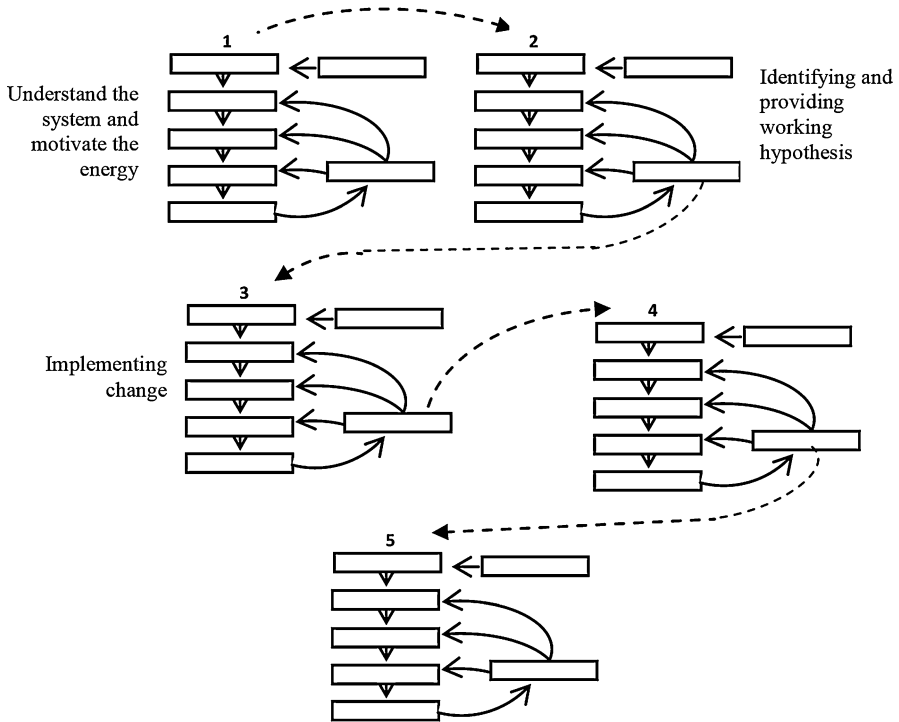 1
2
Understand the
system and
motivate the
energy
Identifying and
providing
working
hypothesis
3
4
Implementing
change
5